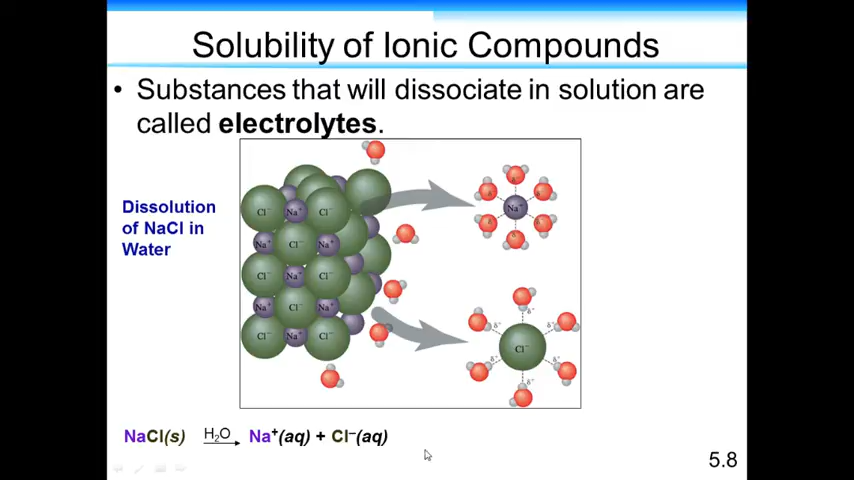 Solubility of Ionic Compounds
• Substances that will dissociate in solution are
called electrolytes.
Dissolution
of NaCl in
Water
Cl⁻ Na⁺ Cl⁻
Na⁺ Cl⁻ Na⁺
Cl⁻ Na⁺ Cl⁻
Na⁺ Cl⁻ Na⁺
Cl⁻ Na⁺ Cl⁻
δ⁻ δ⁻ δ⁻
Na⁺
δ⁻ δ⁻ δ⁻
δ⁺
δ⁺ δ⁺
Cl⁻
δ⁺ δ⁺
δ⁺
NaCl(s) H₂O → Na⁺(aq) + Cl⁻(aq)
5.8